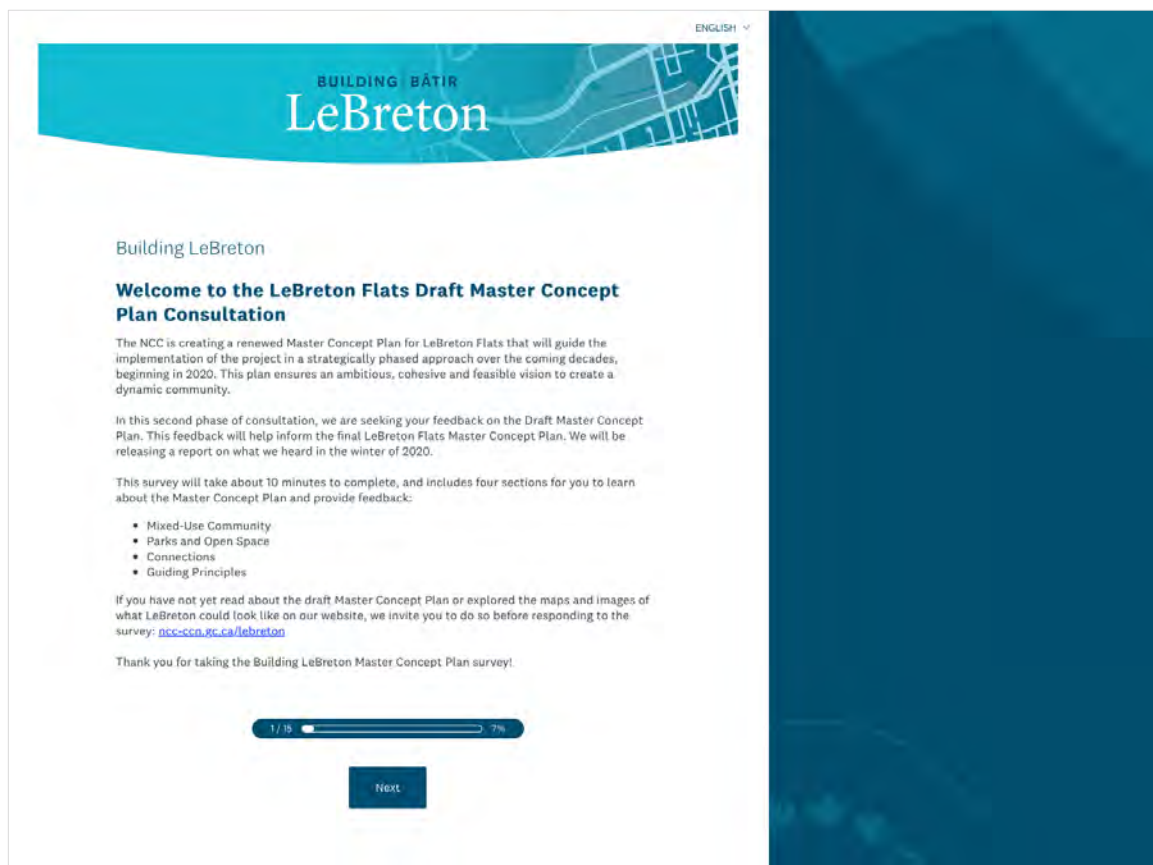 ENGLISH
BUILDING BÂTIR
LeBreton
Building LeBreton
Welcome to the LeBreton Flats Draft Master Concept
Plan Consultation
The NCC is creating a renewed Master Concept Plan for LeBreton Flats that will guide the
implementation of the project in a strategically phased approach over the coming decades,
beginning in 2020. This plan ensures an ambitious, cohesive and feasible vision to create a
dynamic community.
In this second phase of consultation, we are seeking your feedback on the Draft Master Concept
Plan. This feedback will help inform the final LeBreton Flats Master Concept Plan. We will be
releasing a report on what we heard in the winter of 2020.
This survey will take about 10 minutes to complete, and includes four sections for you to learn
about the Master Concept Plan and provide feedback:
• Mixed-Use Community
• Parks and Open Space
• Connections
• Guiding Principles
If you have not yet read about the draft Master Concept Plan or explored the maps and images of
what LeBreton could look like on our website, we invite you to do so before responding to the
survey: ncc-ccn.gc.ca/lebreton
Thank you for taking the Building LeBreton Master Concept Plan survey!
1 / 15 7%
Next